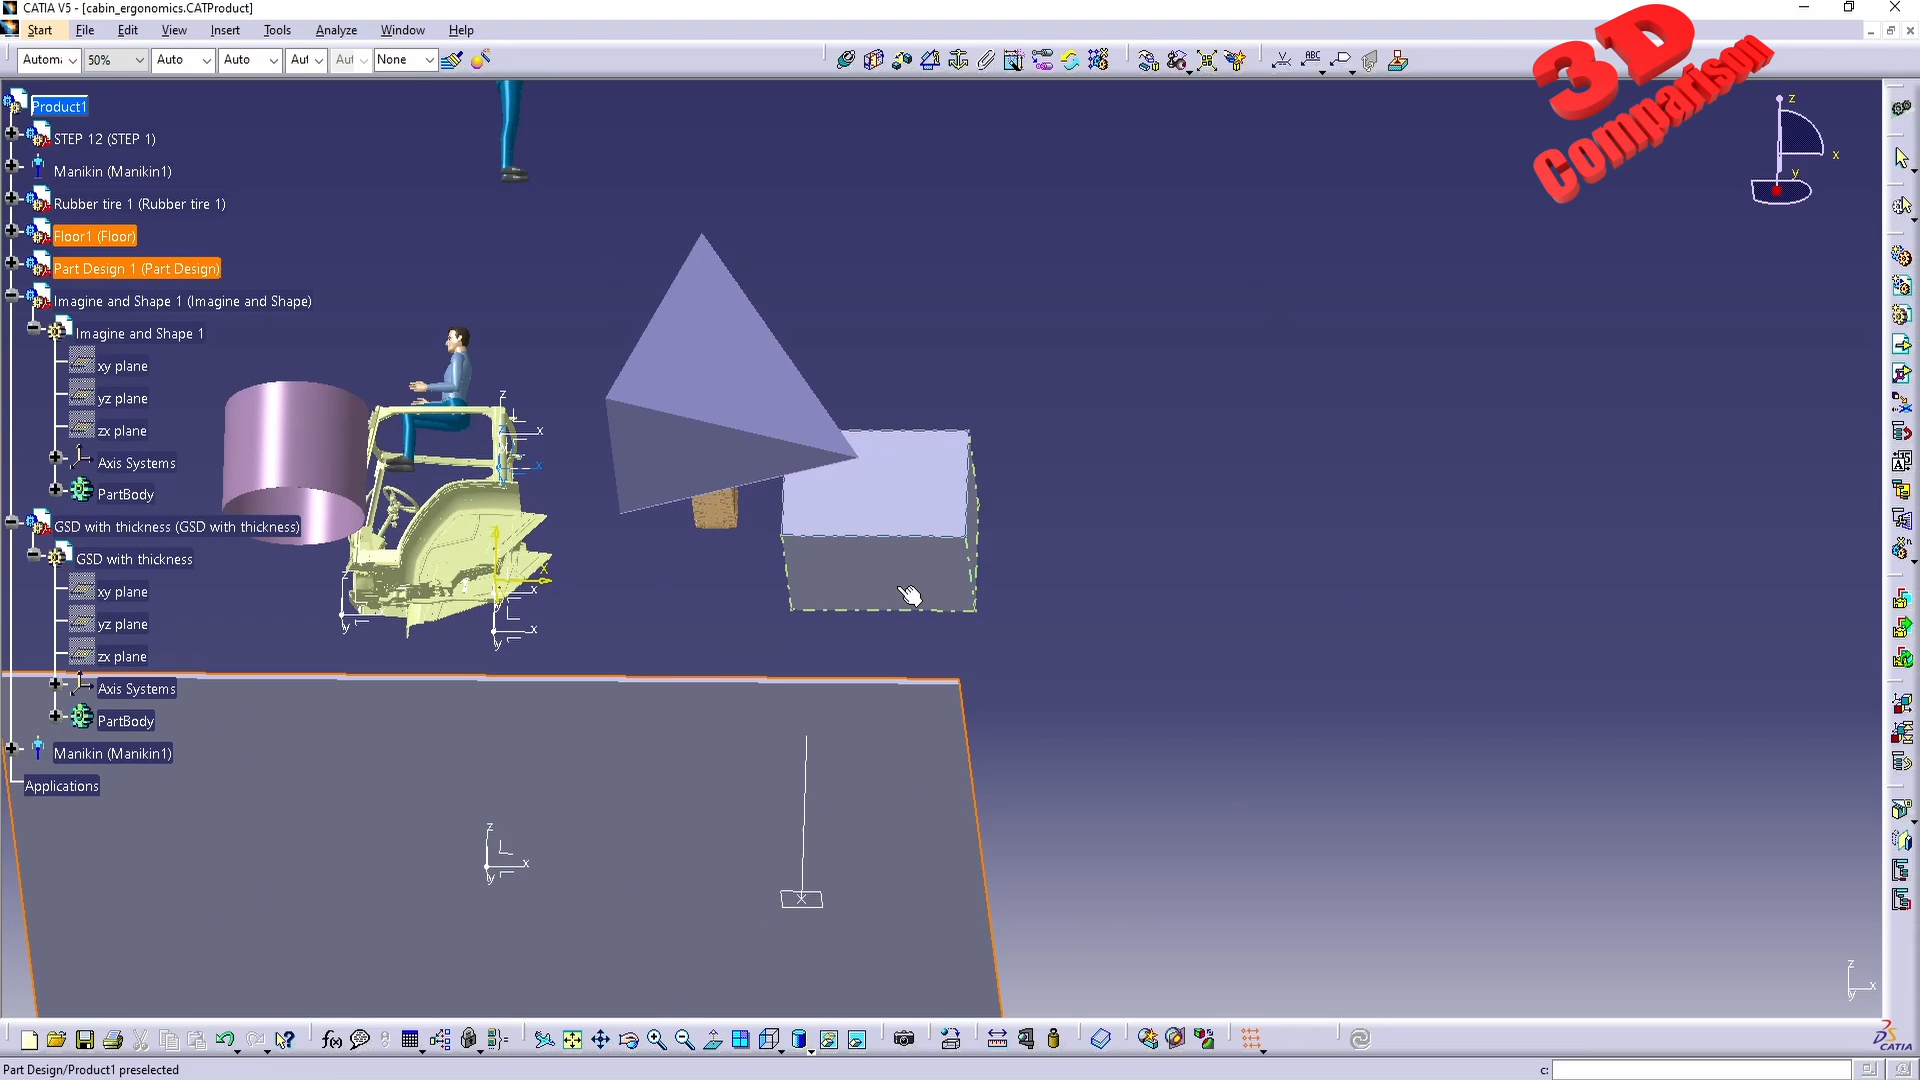 CATIA V5 - [cabin_ergonomics.CATProduct]
Start File Edit View Insert Tools Analyze Window Help
Autom 50% Auto Auto Aut Aut None
ABC
3D
Comparison
z
x
y
Product1
STEP 12 (STEP 1)
Manikin (Manikin1)
Rubber tire 1 (Rubber tire 1)
Floor1 (Floor)
Part Design 1 (Part Design)
Imagine and Shape 1 (Imagine and Shape)
Imagine and Shape 1
xy plane
yz plane
zx plane
Axis Systems
PartBody
GSD with thickness (GSD with thickness)
GSD with thickness
xy plane
yz plane
zx plane
Axis Systems
PartBody
Manikin (Manikin1)
Applications
z
x
x
x
x
y
x
y
z
x
y
z
x
y
f(x)
CATIA
Part Design/Product1 preselected
c: